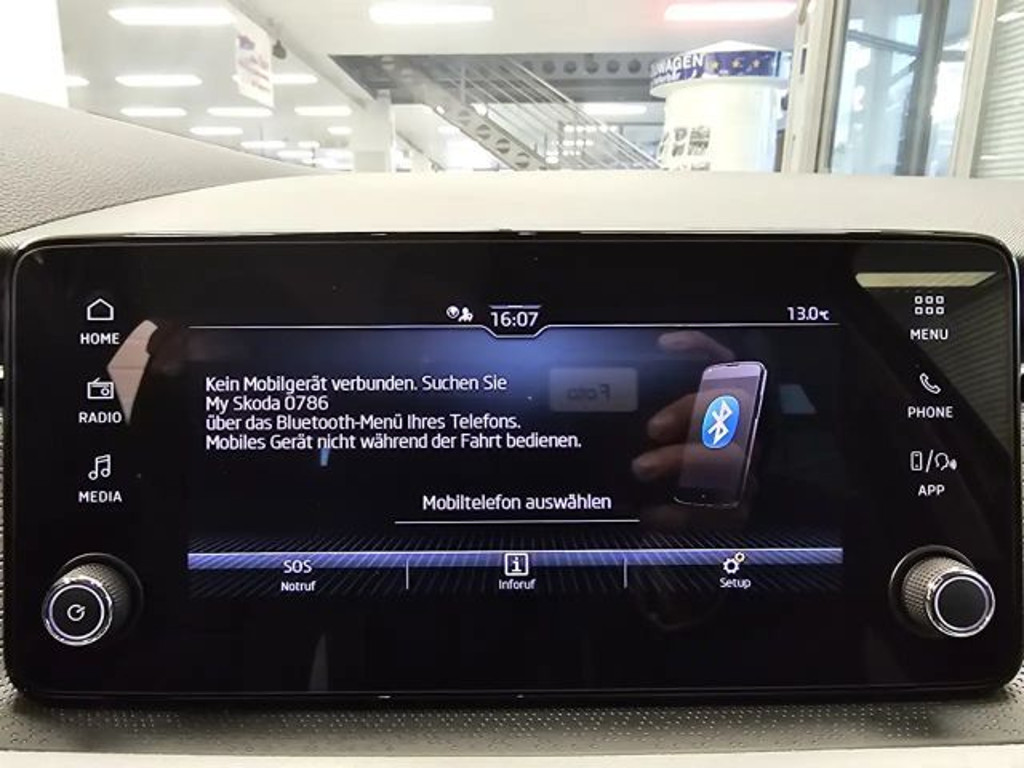 WAGEN
16:07
13.0°C
HOME
RADIO
MEDIA
Kein Mobilgerät verbunden. Suchen Sie
My Skoda 0786
über das Bluetooth-Menü Ihres Telefons.
Mobiles Gerät nicht während der Fahrt bedienen.
Mobiltelefon auswählen
SOS
Notruf
i
Inforuf
Setup
MENU
PHONE
APP